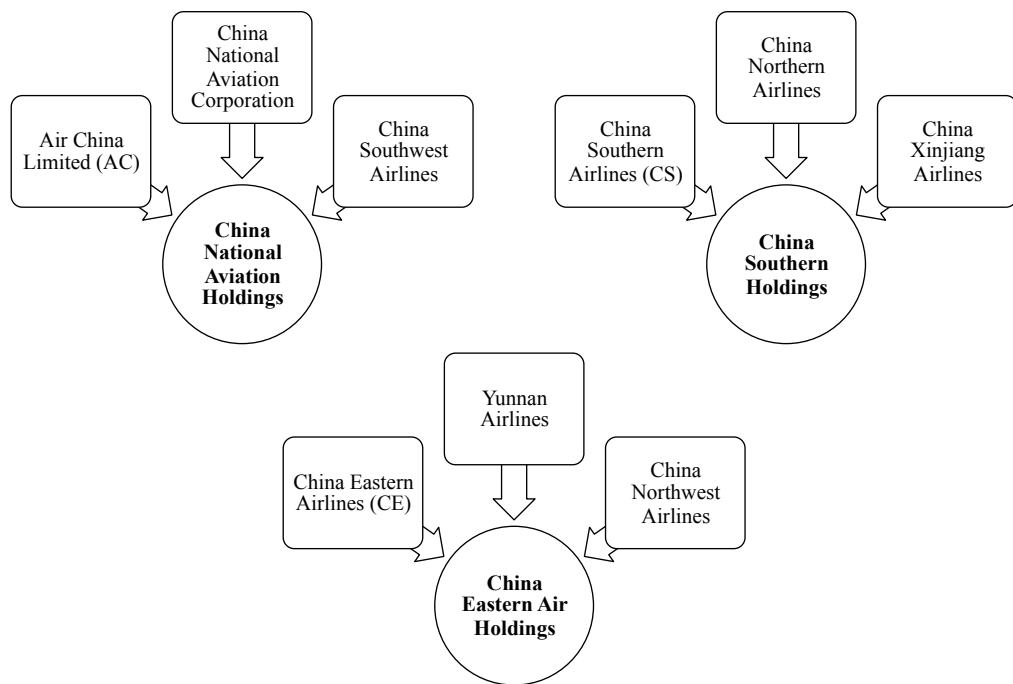 China
National
Aviation
Corporation
Air China
Limited (AC)
China
Southwest
Airlines
China
National
Aviation
Holdings
China
Northern
Airlines
China
Southern
Airlines (CS)
China
Xinjiang
Airlines
China
Southern
Holdings
Yunnan
Airlines
China Eastern
Airlines (CE)
China
Northwest
Airlines
China
Eastern Air
Holdings